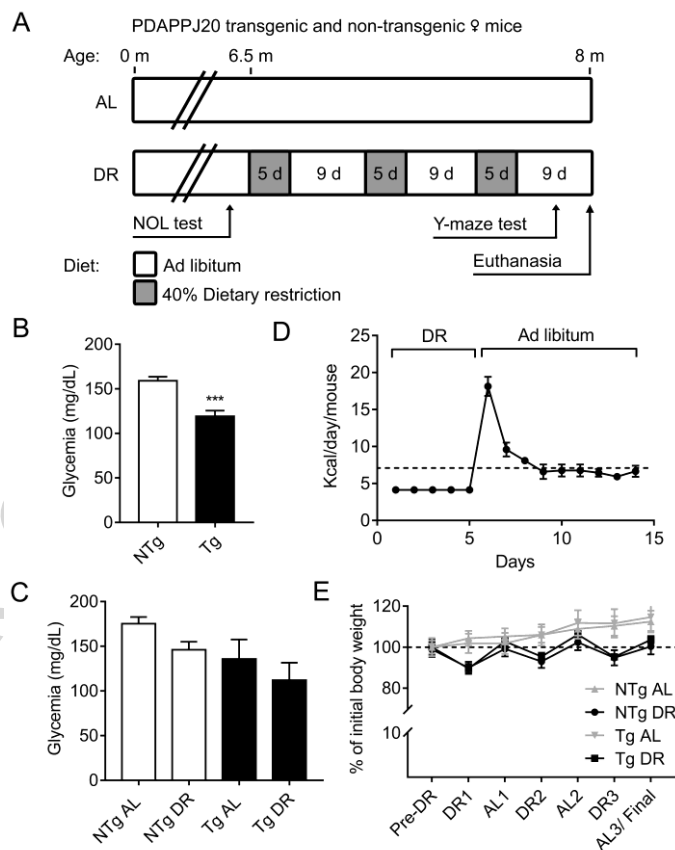 A
PDAPPJ20 transgenic and non-transgenic ♀ mice
Age: 0 m 6.5 m 8 m
AL
DR 5 d 9 d 5 d 9 d 5 d 9 d
NOL test Y-maze test
Euthanasia
Diet: Ad libitum
40% Dietary restriction
B
Glycemia (mg/dL)
200
150
100
50
0
***
NTg Tg
D
DR Ad libitum
Kcal/day/mouse
25
20
15
10
5
0
0 5 10 15
Days
C
Glycemia (mg/dL)
200
150
100
50
0
NTg AL NTg DR Tg AL Tg DR
E
% of initial body weight
120
100
80
10
NTg AL
NTg DR
Tg AL
Tg DR
Pre-DR DR1 AL1 DR2 AL2 DR3 AL3/ Final